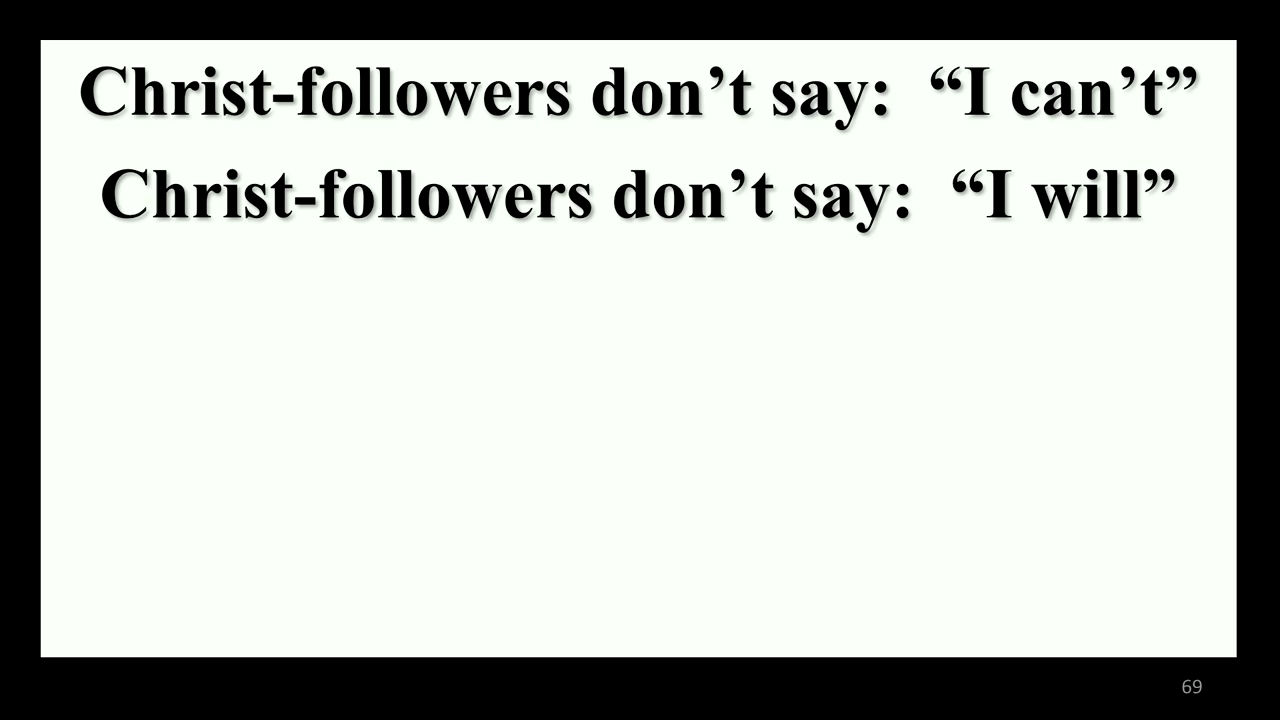 Christ-followers don’t say:  “I can’t”
Christ-followers don’t say:  “I will”
69